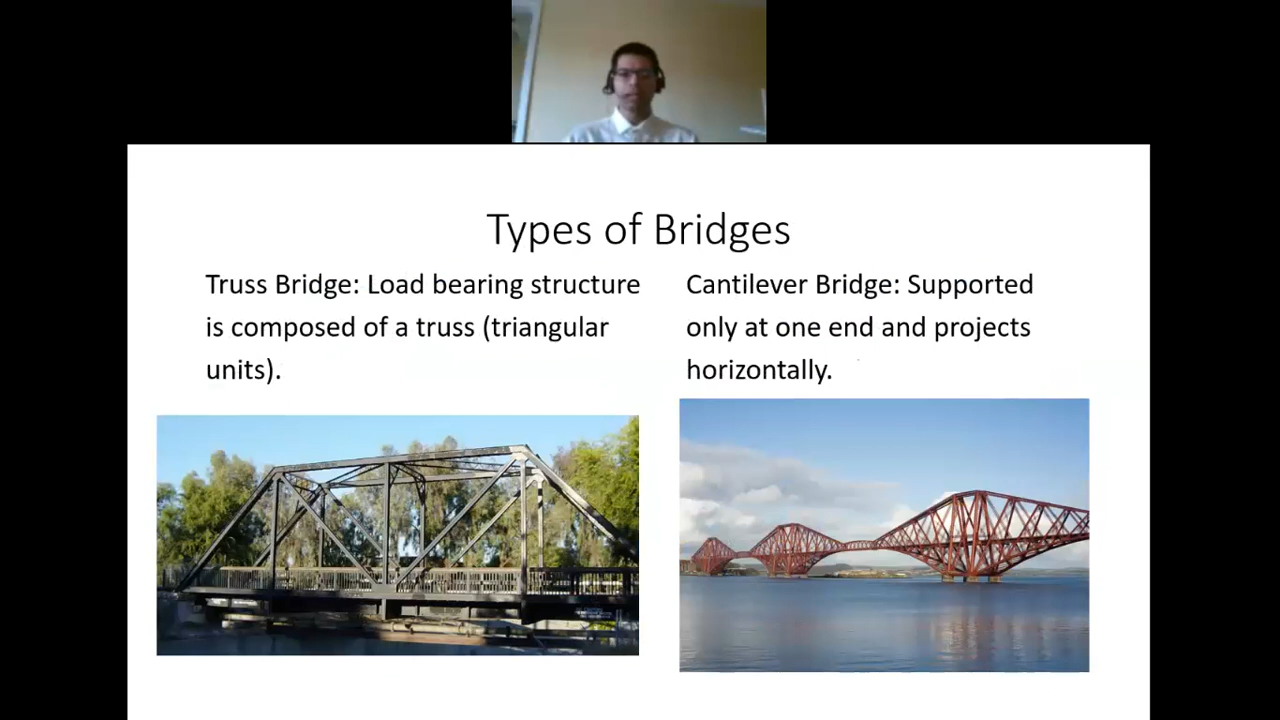 Types of Bridges
Truss Bridge: Load bearing structure
is composed of a truss (triangular
units).
Cantilever Bridge: Supported
only at one end and projects
horizontally.